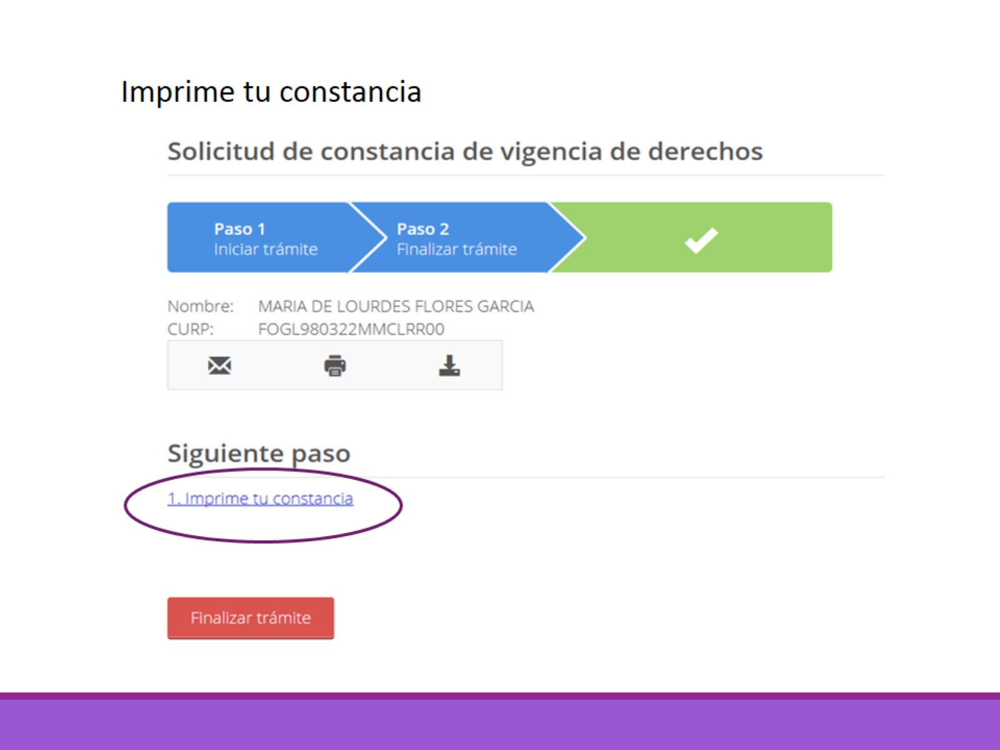 Imprime tu constancia
Solicitud de constancia de vigencia de derechos
Paso 1
Iniciar trámite
Paso 2
Finalizar trámite
Nombre: MARIA DE LOURDES FLORES GARCIA
CURP: FOGL980322MMCLRR00
Siguiente paso
1. Imprime tu constancia
Finalizar trámite